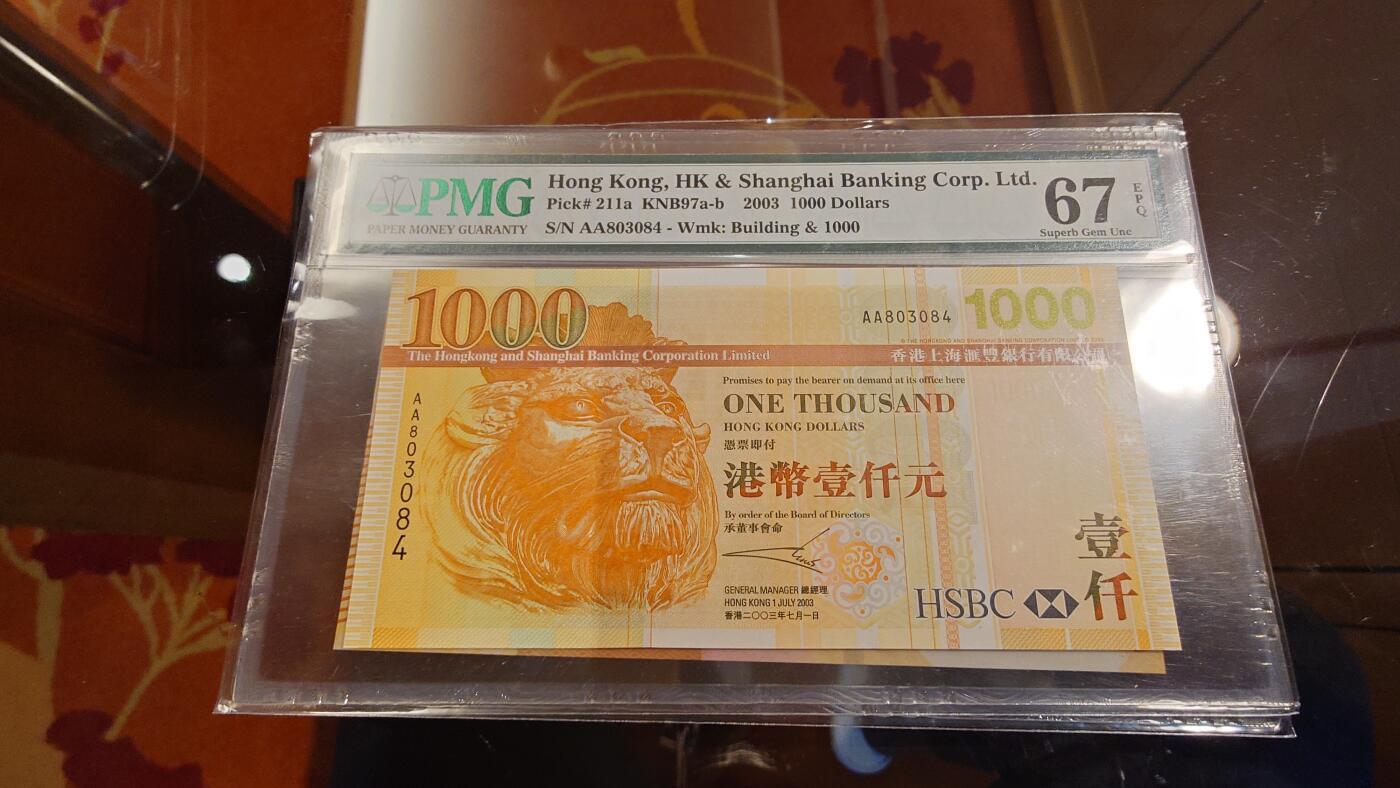 PMG
PAPER MONEY GUARANTY
Hong Kong, HK & Shanghai Banking Corp. Ltd.
Pick# 211a KNB97a-b 2003 1000 Dollars
S/N AA803084 - Wmk: Building & 1000
67
EPQ
Superb Gem Unc
1000
AA803084
1000
The Hongkong and Shanghai Banking Corporation Limited
香港上海滙豐銀行有限公司
AA803084
Promises to pay the bearer on demand at its office here
ONE THOUSAND
HONG KONG DOLLARS
憑票即付
港幣壹仟元
By order of the Board of Directors
承董事會命
GENERAL MANAGER 總經理
HONG KONG 1 JULY 2003
香港二〇〇三年七月一日
HSBC
壹仟